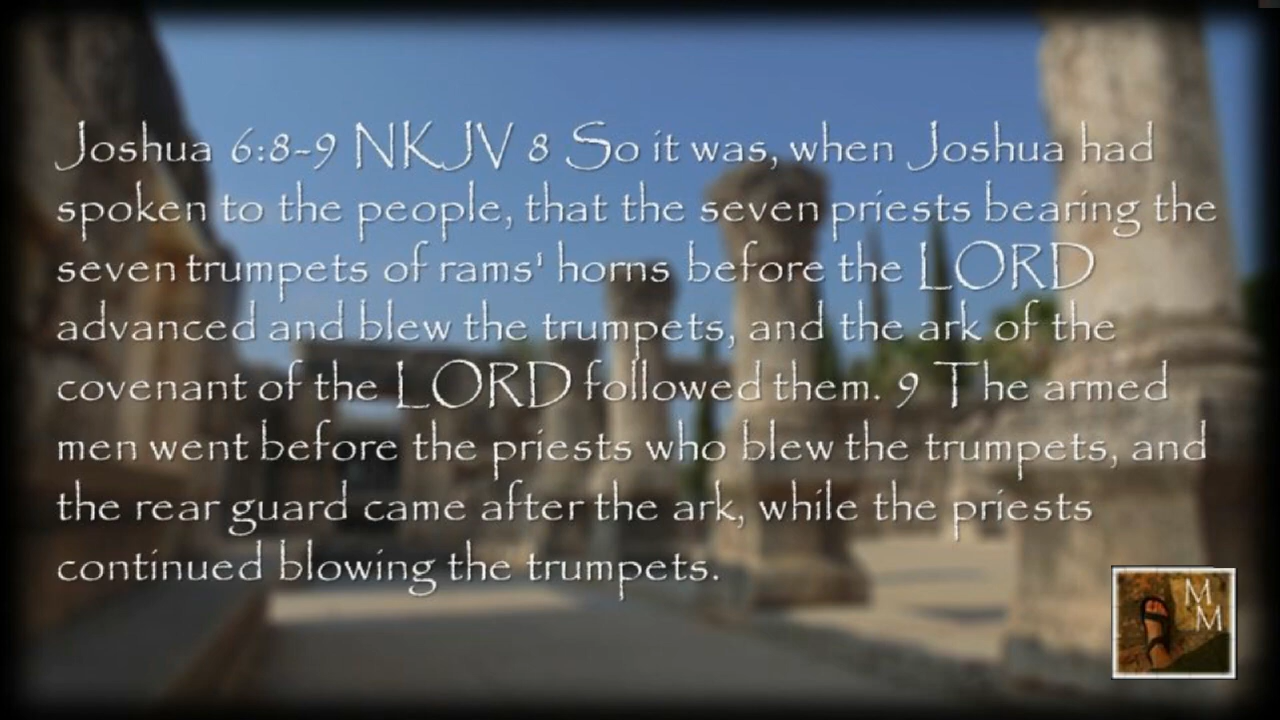 Joshua 6:8-9 NKJV 8 So it was, when Joshua had
spoken to the people, that the seven priests bearing the
seven trumpets of rams' horns before the LORD
advanced and blew the trumpets, and the ark of the
covenant of the LORD followed them. 9 The armed
men went before the priests who blew the trumpets, and
the rear guard came after the ark, while the priests
continued blowing the trumpets.
M
M